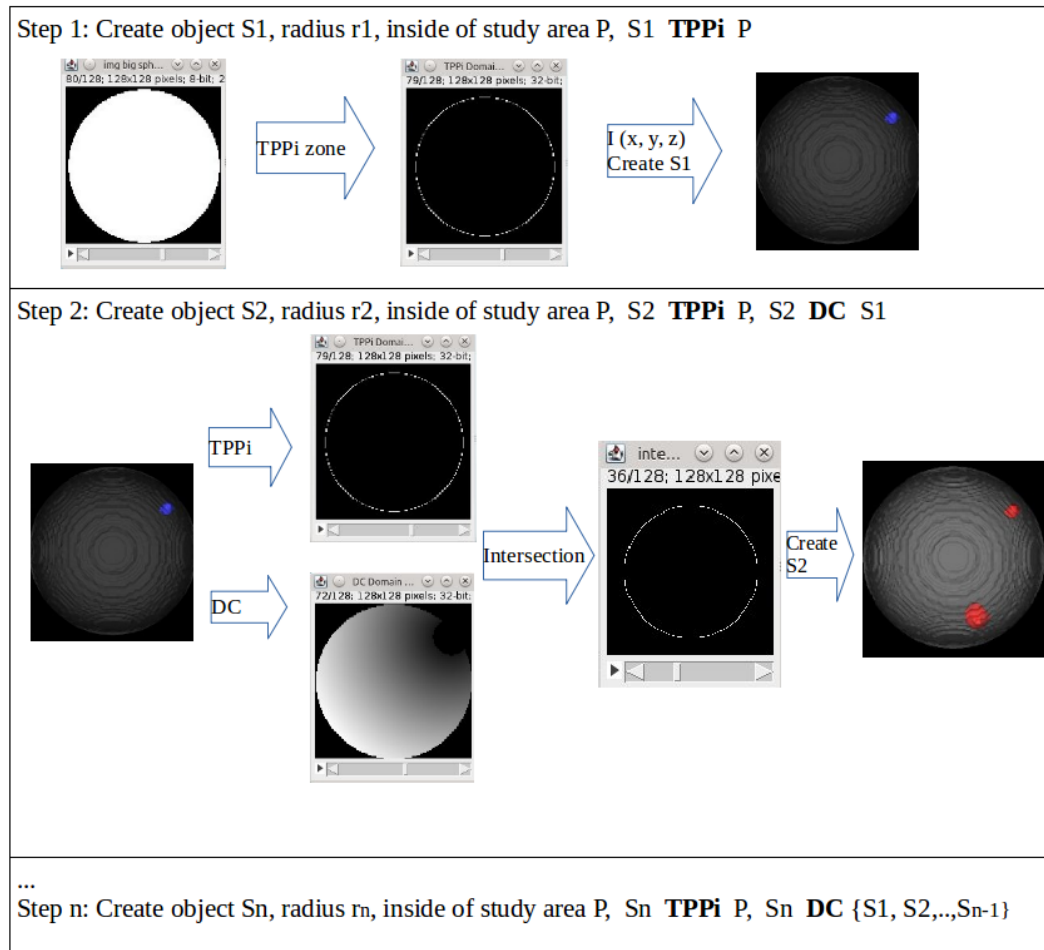 Step 1: Create object S1, radius r1, inside of study area P, S1 TPPi P
img big sph...
80/128; 128x128 pixels; 8-bit; 2
TPPi zone
TPPi Domai...
79/128; 128x128 pixels; 32-bit;
I (x, y, z)
Create S1
Step 2: Create object S2, radius r2, inside of study area P, S2 TPPi P, S2 DC S1
TPPi
TPPi Domai...
79/128; 128x128 pixels; 32-bit;
DC
DC Domain ...
72/128; 128x128 pixels; 32-bit;
Intersection
inte...
36/128; 128x128 pixe
Create
S2
...
Step n: Create object Sn, radius rn, inside of study area P, Sn TPPi P, Sn DC {S1, S2,..,Sn-1}